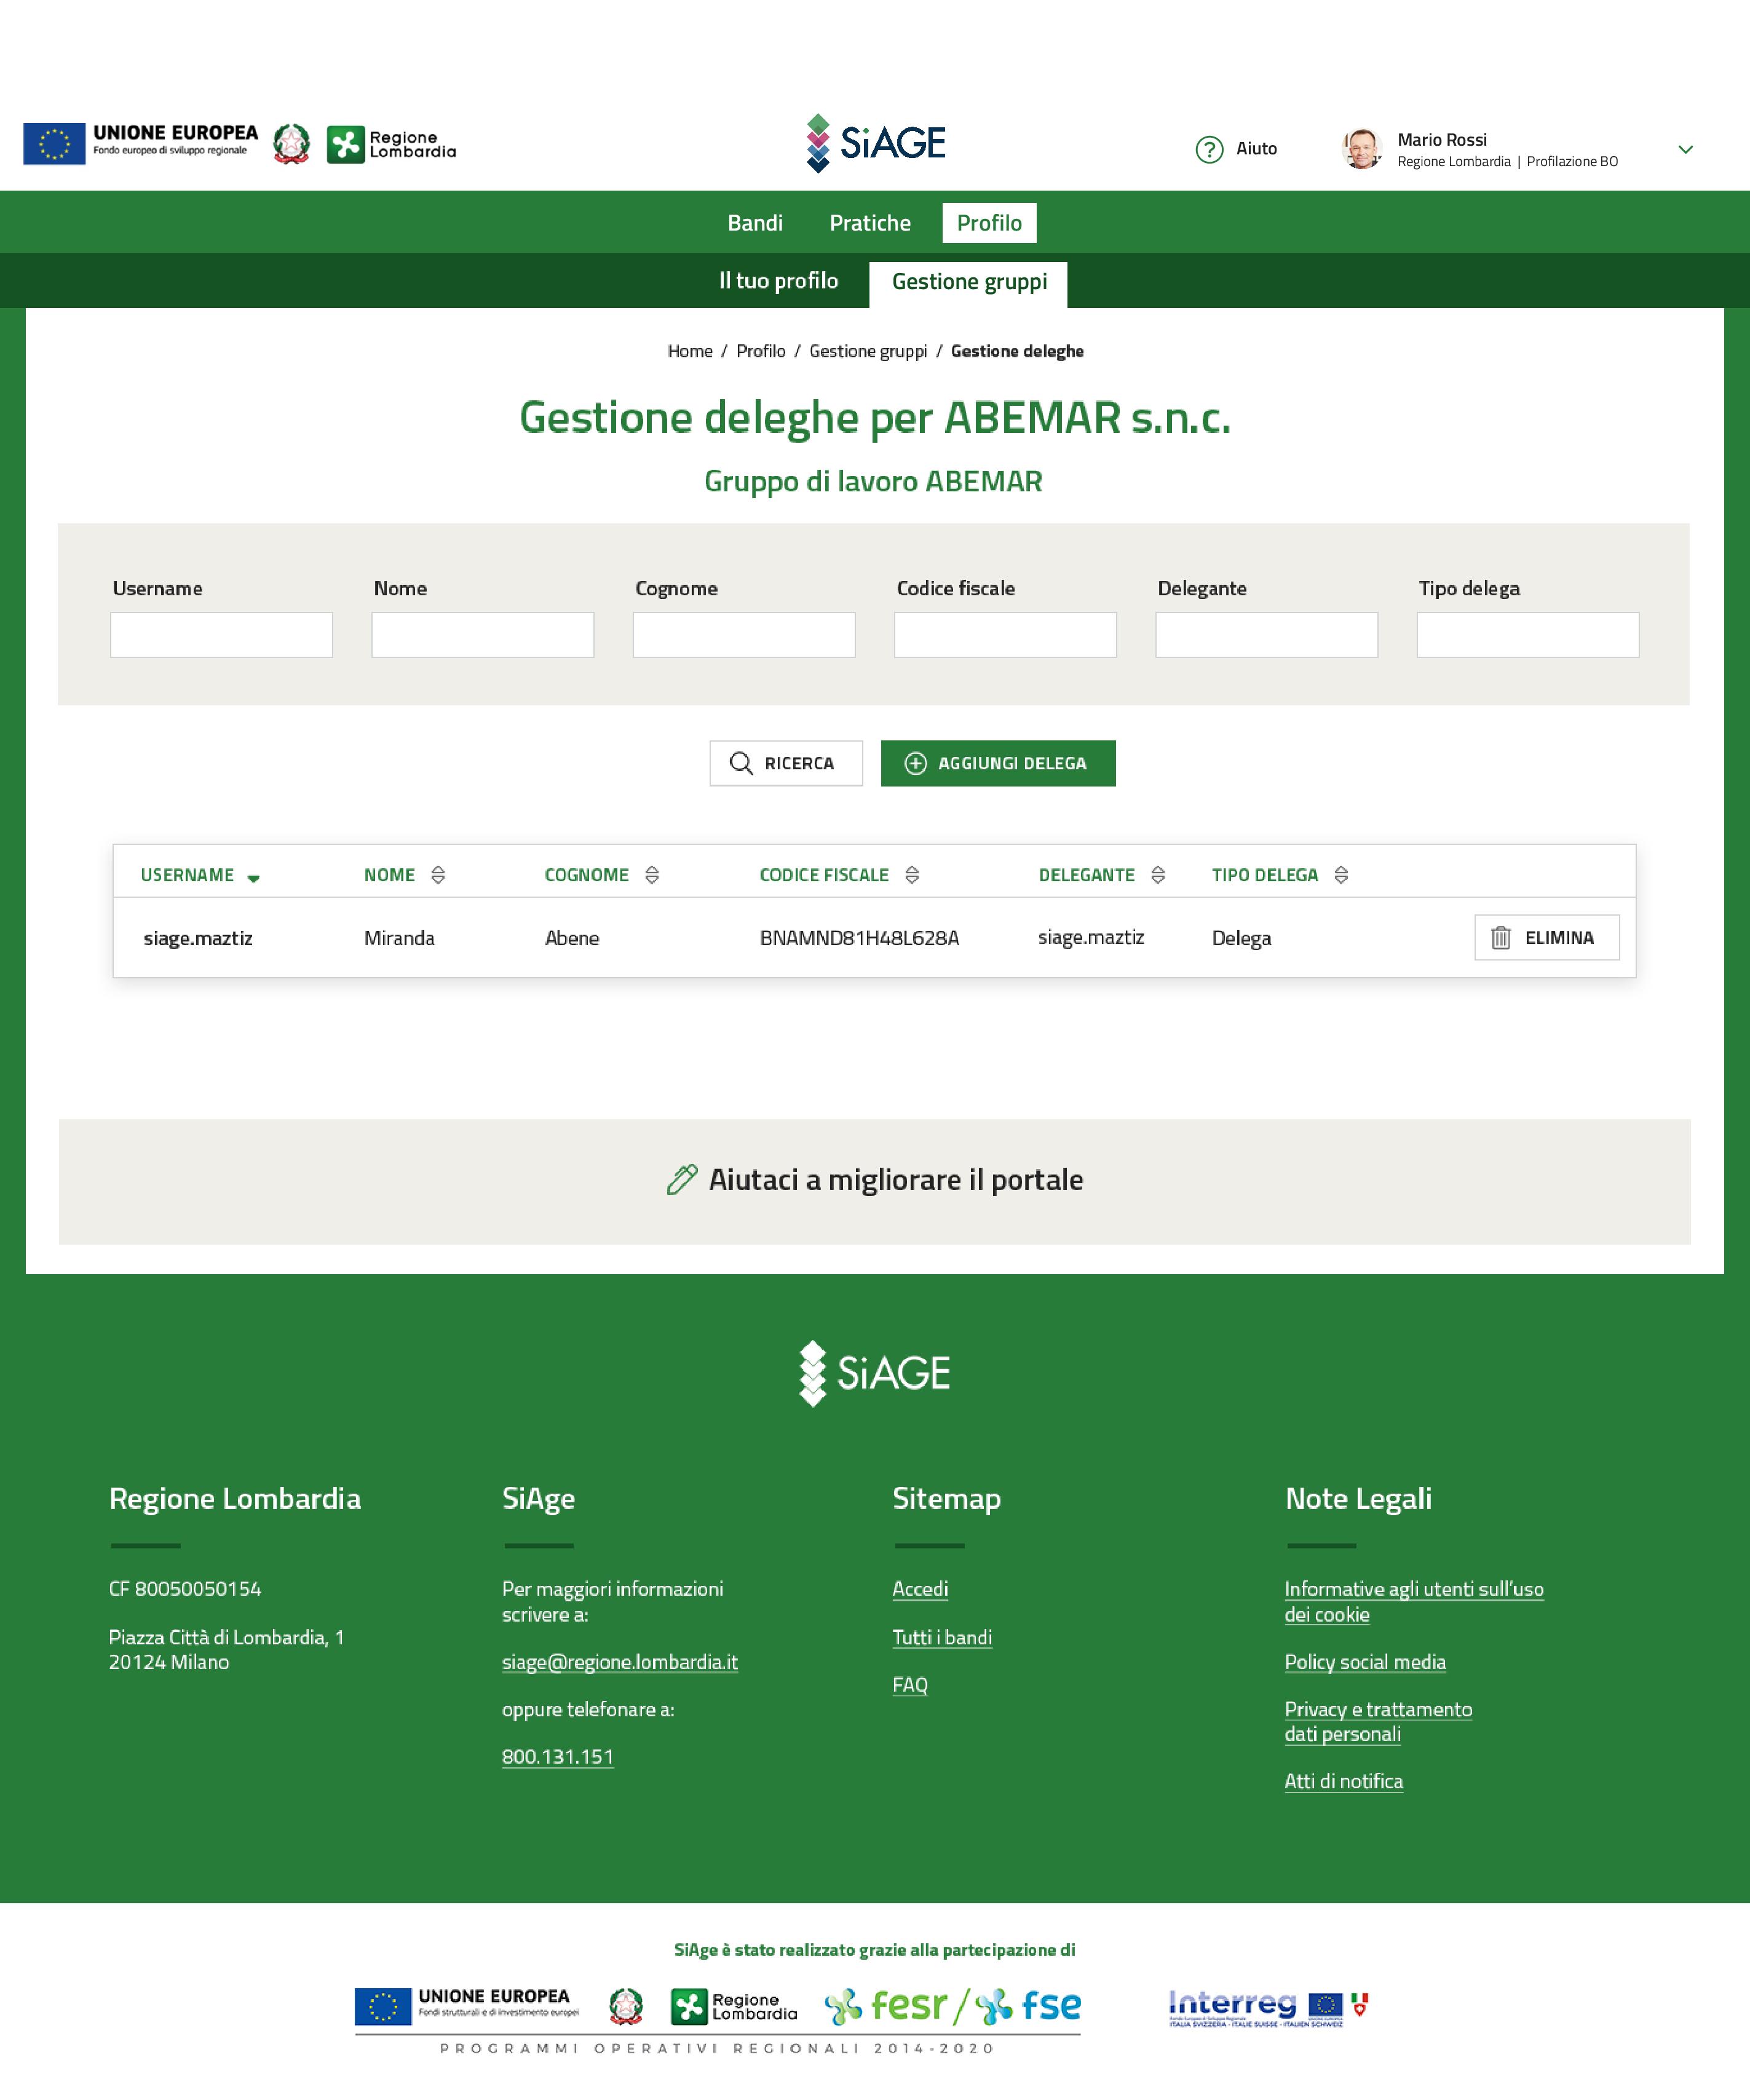 UNIONE EUROPEA
Fondo europeo di sviluppo regionale
Regione
Lombardia
SiAGE
? Aiuto
Mario Rossi
Regione Lombardia | Profilazione BO
Bandi Pratiche Profilo
Il tuo profilo Gestione gruppi
Home / Profilo / Gestione gruppi / Gestione deleghe
Gestione deleghe per ABEMAR s.n.c.
Gruppo di lavoro ABEMAR
Username Nome Cognome Codice fiscale Delegante Tipo delega
RICERCA AGGIUNGI DELEGA
USERNAME NOME COGNOME CODICE FISCALE DELEGANTE TIPO DELEGA
siage.maztiz Miranda Abene BNAMND81H48L628A siage.maztiz Delega ELIMINA
Aiutaci a migliorare il portale
SiAGE
Regione Lombardia
CF 80050050154
Piazza Città di Lombardia, 1
20124 Milano
SiAge
Per maggiori informazioni
scrivere a:
siage@regione.lombardia.it
oppure telefonare a:
800.131.151
Sitemap
Accedi
Tutti i bandi
FAQ
Note Legali
Informative agli utenti sull'uso
dei cookie
Policy social media
Privacy e trattamento
dati personali
Atti di notifica
SiAge è stato realizzato grazie alla partecipazione di
UNIONE EUROPEA
Fondi strutturali e di investimento europei
Regione
Lombardia
fesr / fse
PROGRAMMI OPERATIVI REGIONALI 2014-2020
Interreg
ITALIA SVIZZERA - ITALIE SUISSE - ITALIEN SCHWEIZ